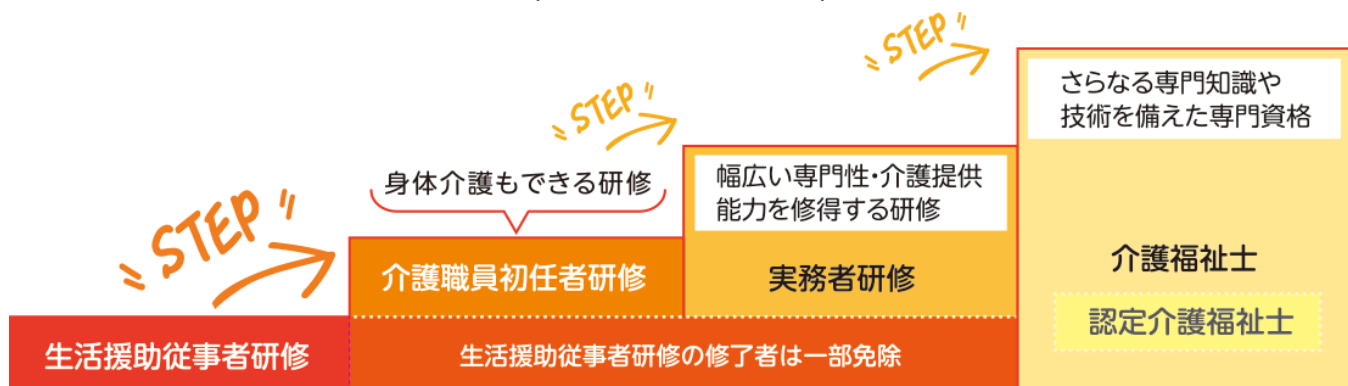 STEP
生活援助従事者研修
身体介護もできる研修
介護職員初任者研修
生活援助従事者研修の修了者は一部免除
STEP
幅広い専門性・介護提供
能力を修得する研修
実務者研修
STEP
さらなる専門知識や
技術を備えた専門資格
介護福祉士
認定介護福祉士